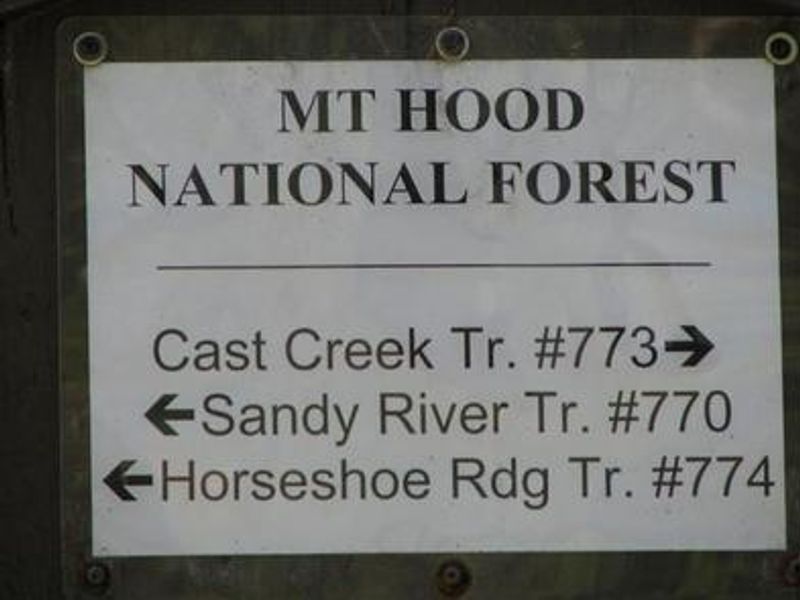 MT HOOD
NATIONAL FOREST
Cast Creek Tr. #773→
←Sandy River Tr. #770
←Horseshoe Rdg Tr. #774